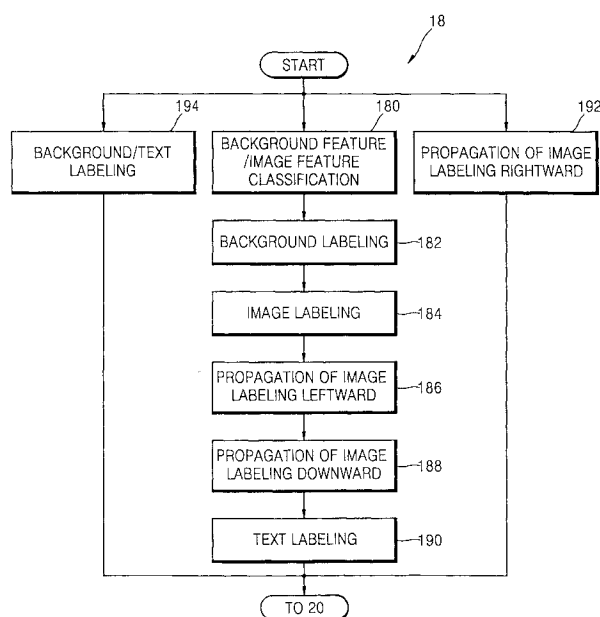 18
START
194
180
192
BACKGROUND/TEXT
LABELING
BACKGROUND FEATURE
/IMAGE FEATURE
CLASSIFICATION
PROPAGATION OF IMAGE
LABELING RIGHTWARD
BACKGROUND LABELING
182
IMAGE LABELING
184
PROPAGATION OF IMAGE
LABELING LEFTWARD
186
PROPAGATION OF IMAGE
LABELING DOWNWARD
188
TEXT LABELING
190
TO 20